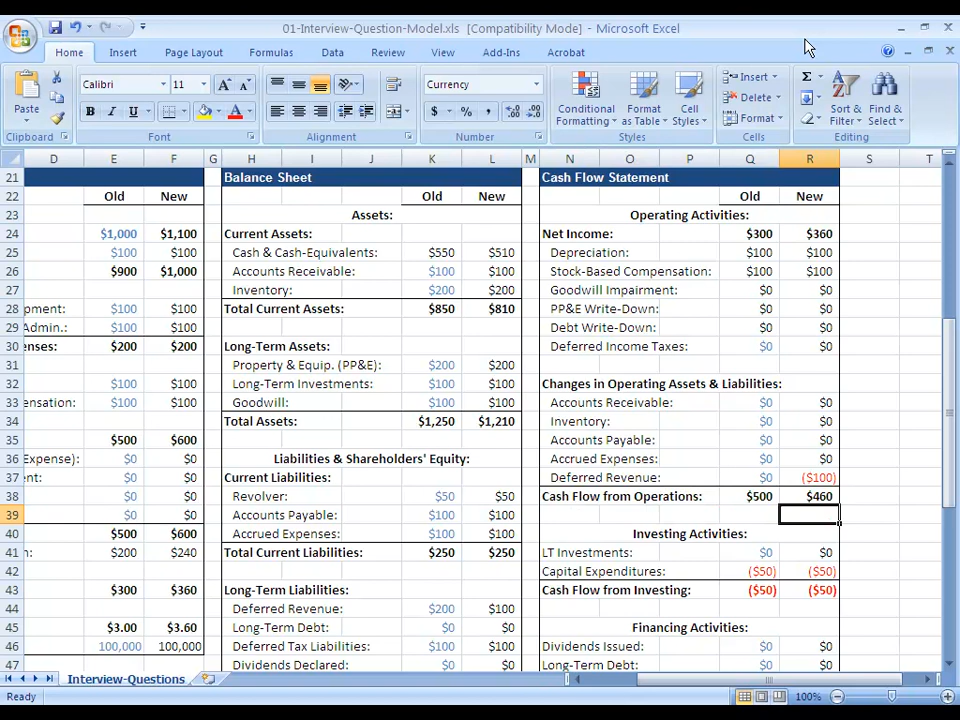 01-Interview-Question-Model.xls [Compatibility Mode] - Microsoft Excel
Home Insert Page Layout Formulas Data Review View Add-Ins Acrobat
Calibri 11 A A Currency Insert Σ
Paste B I U A $ % , Conditional Formatting Format as Table Cell Styles Delete Format Sort & Filter Find & Select
Clipboard Font Alignment Number Styles Cells Editing
D E F G H I J K L M N O P Q R S T
21 Balance Sheet Cash Flow Statement
22 Old New Old New Old New
23 Assets: Operating Activities:
24 $1,000 $1,100 Current Assets: Net Income: $300 $360
25 $100 $100 Cash & Cash-Equivalents: $550 $510 Depreciation: $100 $100
26 $900 $1,000 Accounts Receivable: $100 $100 Stock-Based Compensation: $100 $100
27 Inventory: $200 $200 Goodwill Impairment: $0 $0
28 pment: $100 $100 Total Current Assets: $850 $810 PP&E Write-Down: $0 $0
29 Admin.: $100 $100 Debt Write-Down: $0 $0
30 enses: $200 $200 Long-Term Assets: Deferred Income Taxes: $0 $0
31 Property & Equip. (PP&E): $200 $200
32 $100 $100 Long-Term Investments: $100 $100 Changes in Operating Assets & Liabilities:
33 ensation: $100 $100 Goodwill: $100 $100 Accounts Receivable: $0 $0
34 Total Assets: $1,250 $1,210 Inventory: $0 $0
35 $500 $600 Accounts Payable: $0 $0
36 Expense): $0 $0 Liabilities & Shareholders' Equity: Accrued Expenses: $0 $0
37 nt: $0 $0 Current Liabilities: Deferred Revenue: $0 ($100)
38 $0 $0 Revolver: $50 $50 Cash Flow from Operations: $500 $460
39 $0 $0 Accounts Payable: $100 $100
40 $500 $600 Accrued Expenses: $100 $100 Investing Activities:
41 n: $200 $240 Total Current Liabilities: $250 $250 LT Investments: $0 $0
42 Capital Expenditures: ($50) ($50)
43 $300 $360 Long-Term Liabilities: Cash Flow from Investing: ($50) ($50)
44 Deferred Revenue: $200 $100
45 $3.00 $3.60 Long-Term Debt: $0 $0 Financing Activities:
46 100,000 100,000 Deferred Tax Liabilities: $100 $100 Dividends Issued: $0 $0
47 Dividends Declared: $0 $0 Long-Term Debt: $0 $0
Interview-Questions
Ready 100%